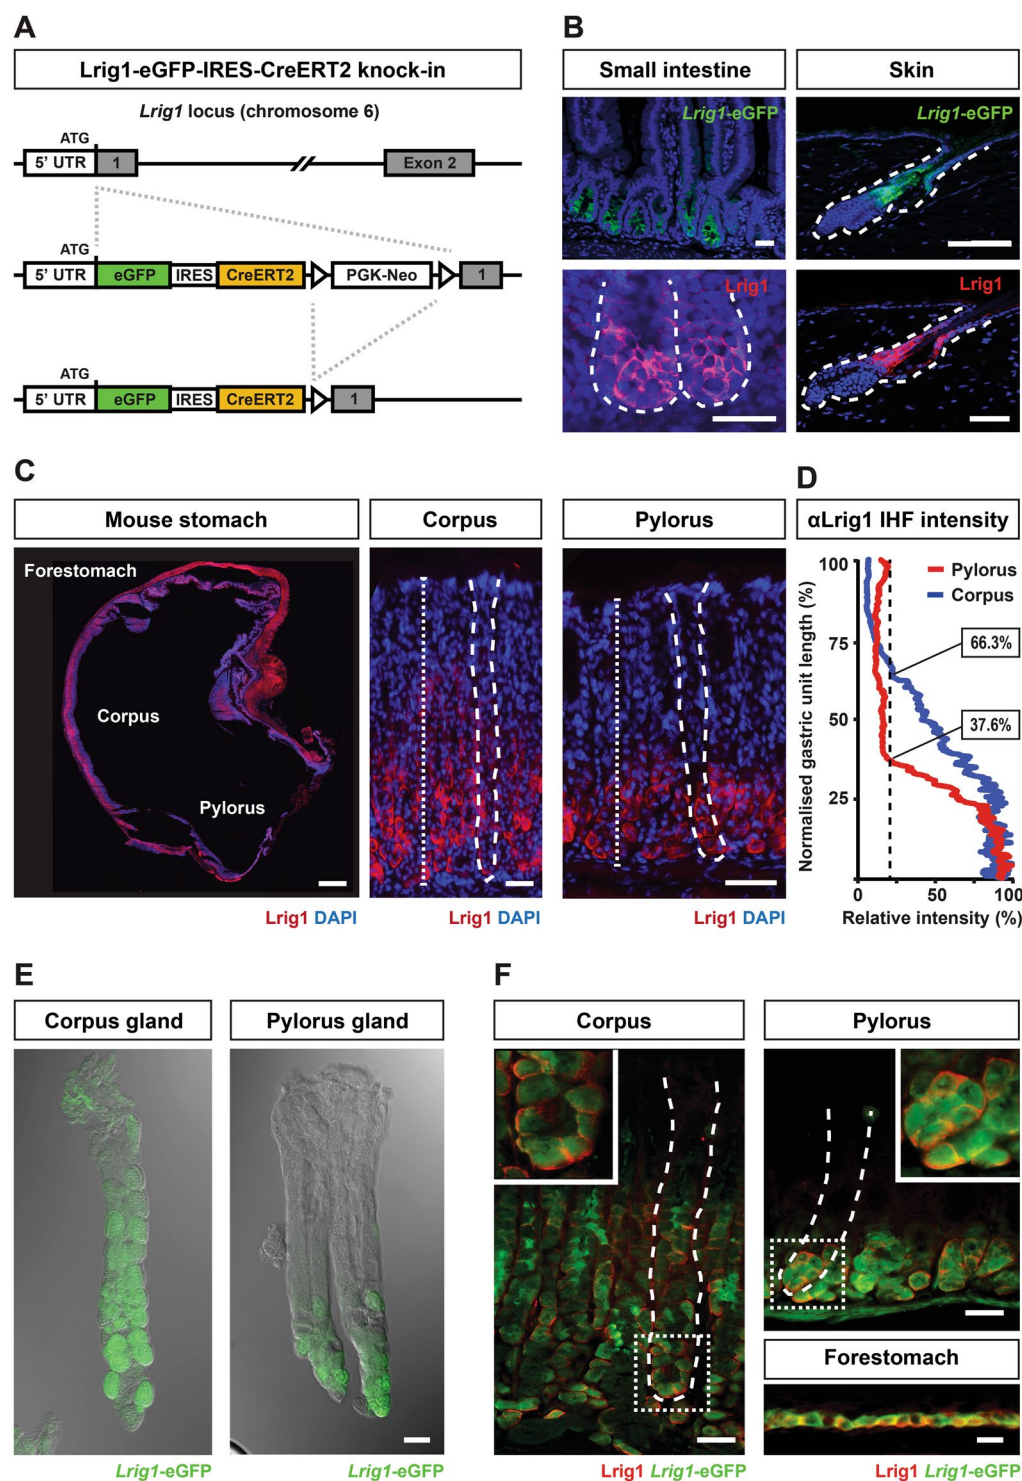 A
Lrig1-eGFP-IRES-CreERT2 knock-in
Lrig1 locus (chromosome 6)
ATG
5’ UTR 1 Exon 2
ATG
5’ UTR eGFP IRES CreERT2 PGK-Neo 1
ATG
5’ UTR eGFP IRES CreERT2 1
B
Small intestine Skin
Lrig1-eGFP Lrig1-eGFP
Lrig1 Lrig1
C
Mouse stomach Corpus Pylorus
Forestomach
Corpus
Pylorus
Lrig1 DAPI Lrig1 DAPI Lrig1 DAPI
D
αLrig1 IHF intensity
Normalised gastric unit length (%)
100
75
50
25
Pylorus
Corpus
66.3%
37.6%
0 50 100
Relative intensity (%)
E
Corpus gland Pylorus gland
Lrig1-eGFP Lrig1-eGFP
F
Corpus Pylorus
Forestomach
Lrig1 Lrig1-eGFP Lrig1 Lrig1-eGFP